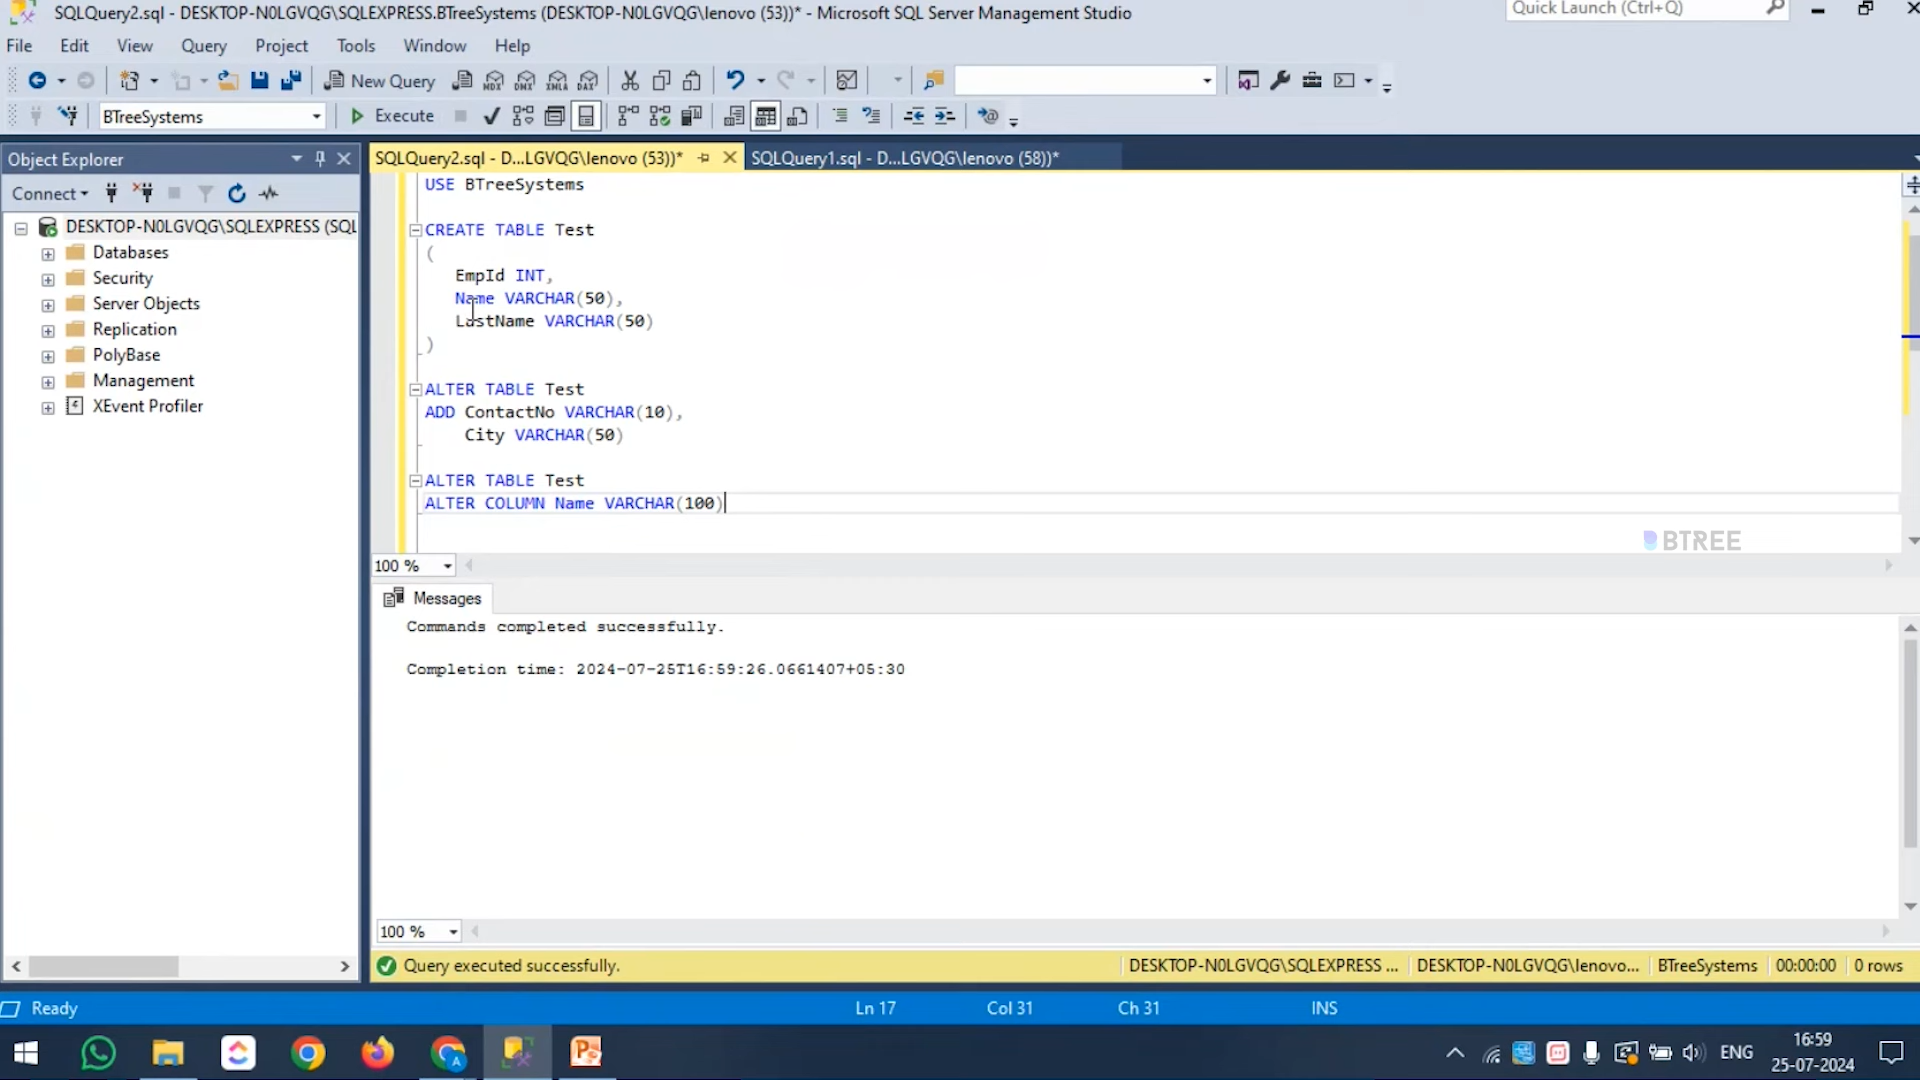 SQLQuery2.sql - DESKTOP-N0LGVQG\SQLEXPRESS.BTreeSystems (DESKTOP-N0LGVQG\lenovo (53))* - Microsoft SQL Server Management Studio
Quick Launch (Ctrl+Q)
File Edit View Query Project Tools Window Help
New Query MDX DMX XMLA DAX
BTreeSystems Execute
Object Explorer
SQLQuery2.sql - D...LGVQG\lenovo (53))* SQLQuery1.sql - D...LGVQG\lenovo (58))*
Connect
DESKTOP-N0LGVQG\SQLEXPRESS (SQL
Databases
Security
Server Objects
Replication
PolyBase
Management
XEvent Profiler
USE BTreeSystems
CREATE TABLE Test
(
EmpId INT,
Name VARCHAR(50),
LastName VARCHAR(50)
)
ALTER TABLE Test
ADD ContactNo VARCHAR(10),
City VARCHAR(50)
ALTER TABLE Test
ALTER COLUMN Name VARCHAR(100)
BTREE
100 %
Messages
Commands completed successfully.
Completion time: 2024-07-25T16:59:26.0661407+05:30
100 %
Query executed successfully. DESKTOP-N0LGVQG\SQLEXPRESS ... DESKTOP-N0LGVQG\lenovo... BTreeSystems 00:00:00 0 rows
Ready Ln 17 Col 31 Ch 31 INS
ENG
16:59
25-07-2024